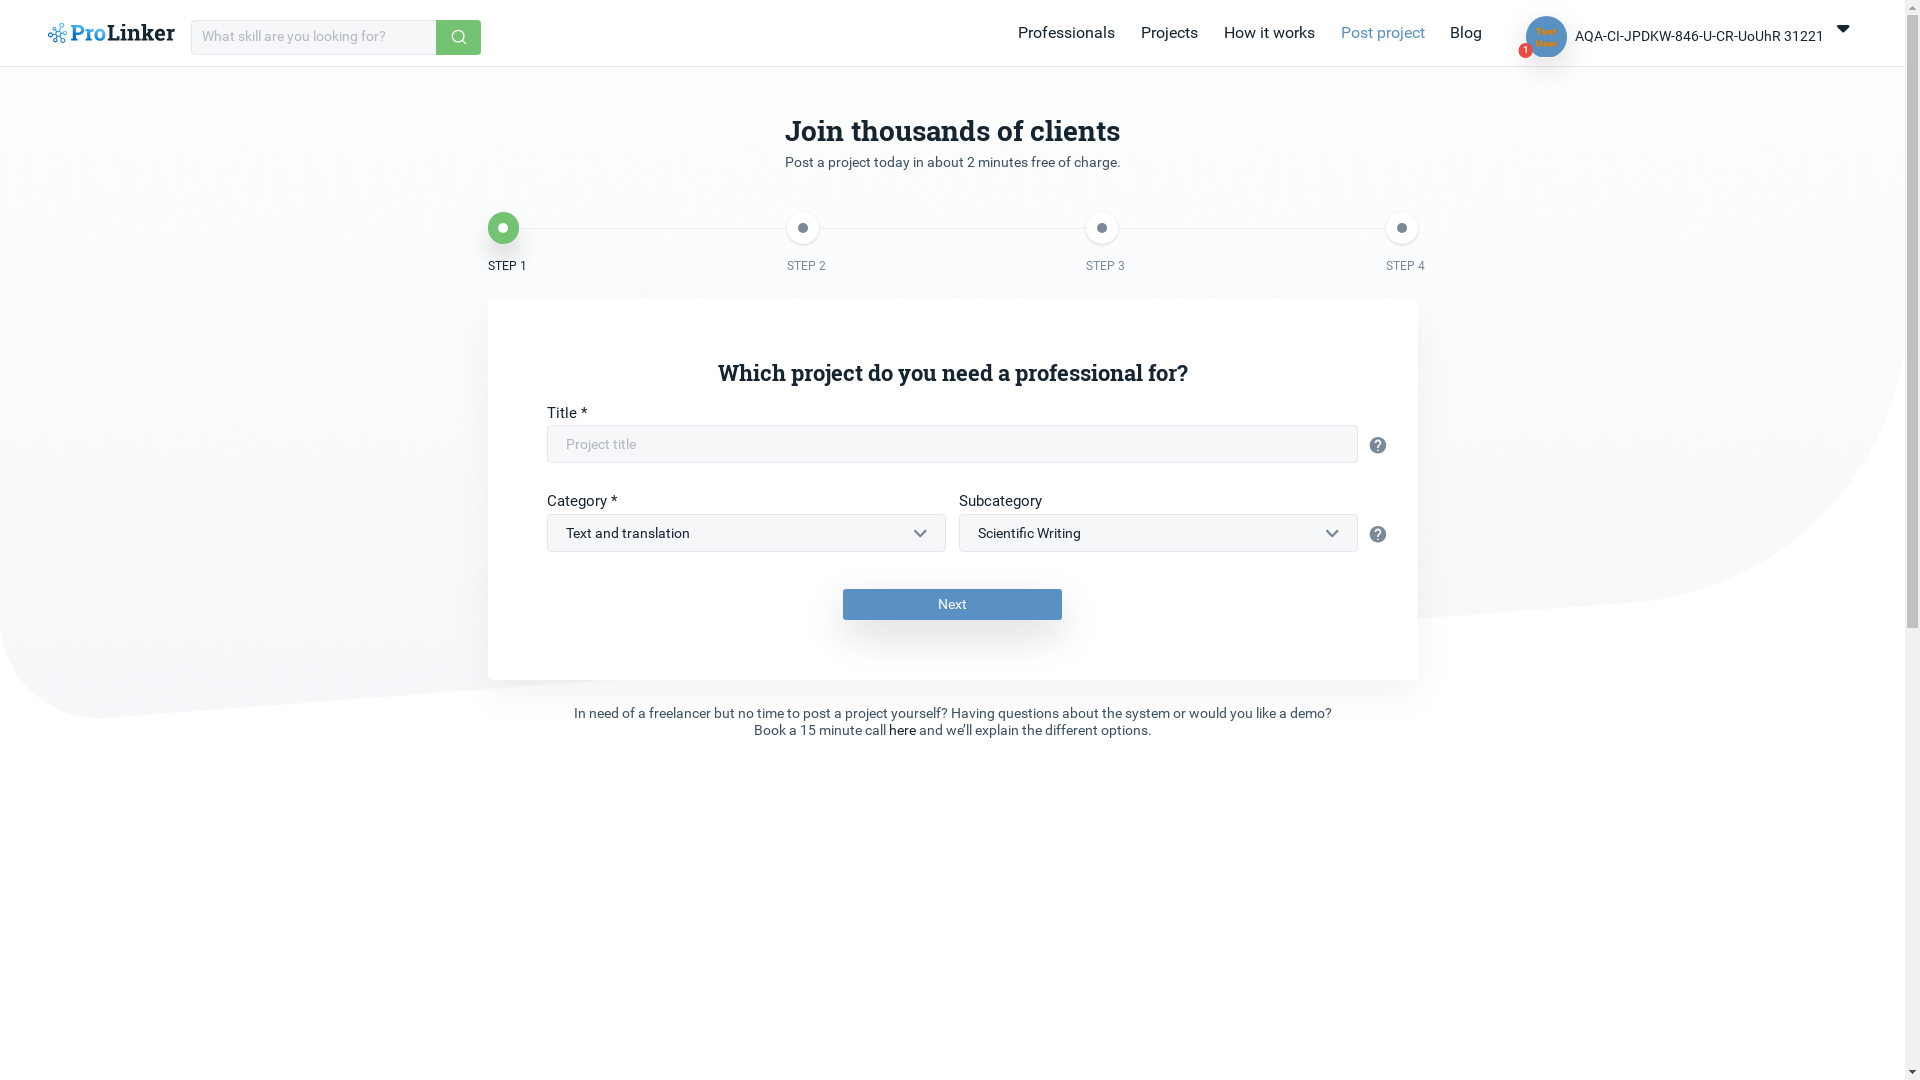 ProLinker
What skill are you looking for?
Professionals
Projects
How it works
Post project
Blog
Test
User
1
AQA-CI-JPDKW-846-U-CR-UoUhR 31221
Join thousands of clients
Post a project today in about 2 minutes free of charge.
STEP 1
STEP 2
STEP 3
STEP 4
Which project do you need a professional for?
Title *
Project title
Category *
Subcategory
Text and translation
Scientific Writing
Next
In need of a freelancer but no time to post a project yourself? Having questions about the system or would you like a demo?
Book a 15 minute call here and we’ll explain the different options.